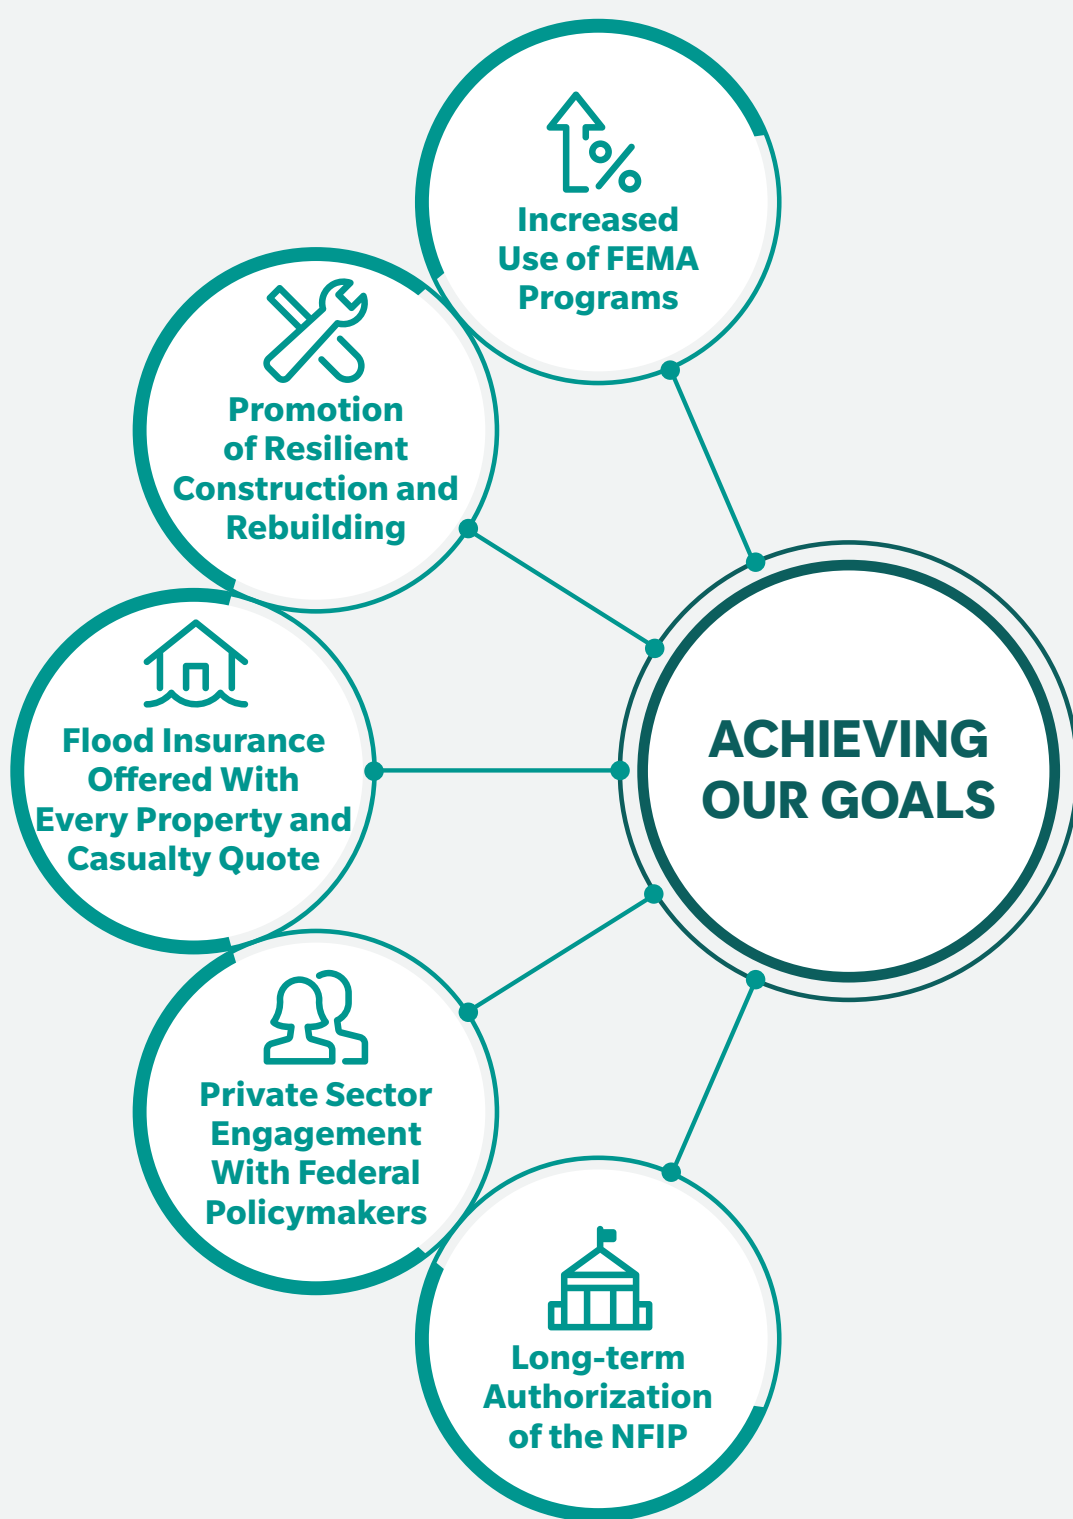 Increased
Use of FEMA
Programs
Promotion
of Resilient
Construction and
Rebuilding
Flood Insurance
Offered With
Every Property and
Casualty Quote
Private Sector
Engagement
With Federal
Policymakers
Long-term
Authorization
of the NFIP
ACHIEVING
OUR GOALS